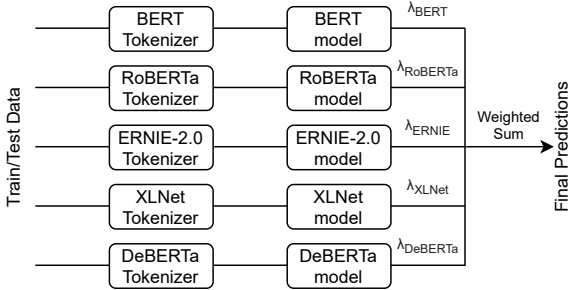 Train/Test Data
BERT
Tokenizer
BERT
model
λBERT
RoBERTa
Tokenizer
RoBERTa
model
λRoBERTa
ERNIE-2.0
Tokenizer
ERNIE-2.0
model
λERNIE
XLNet
Tokenizer
XLNet
model
λXLNet
DeBERTa
Tokenizer
DeBERTa
model
λDeBERTa
Weighted
Sum
Final Predictions